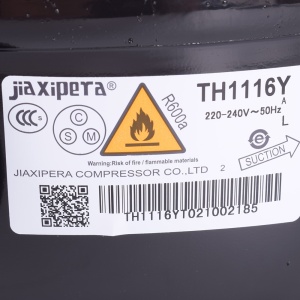 jiaxipera®
TH1116Y
A
220-240V～50Hz
L
R600a
CCC
S
C S M
e
SUCTION
Warning:Risk of fire / flammable materials
JIAXIPERA COMPRESSOR CO.,LTD 2
TH1116YT021002185